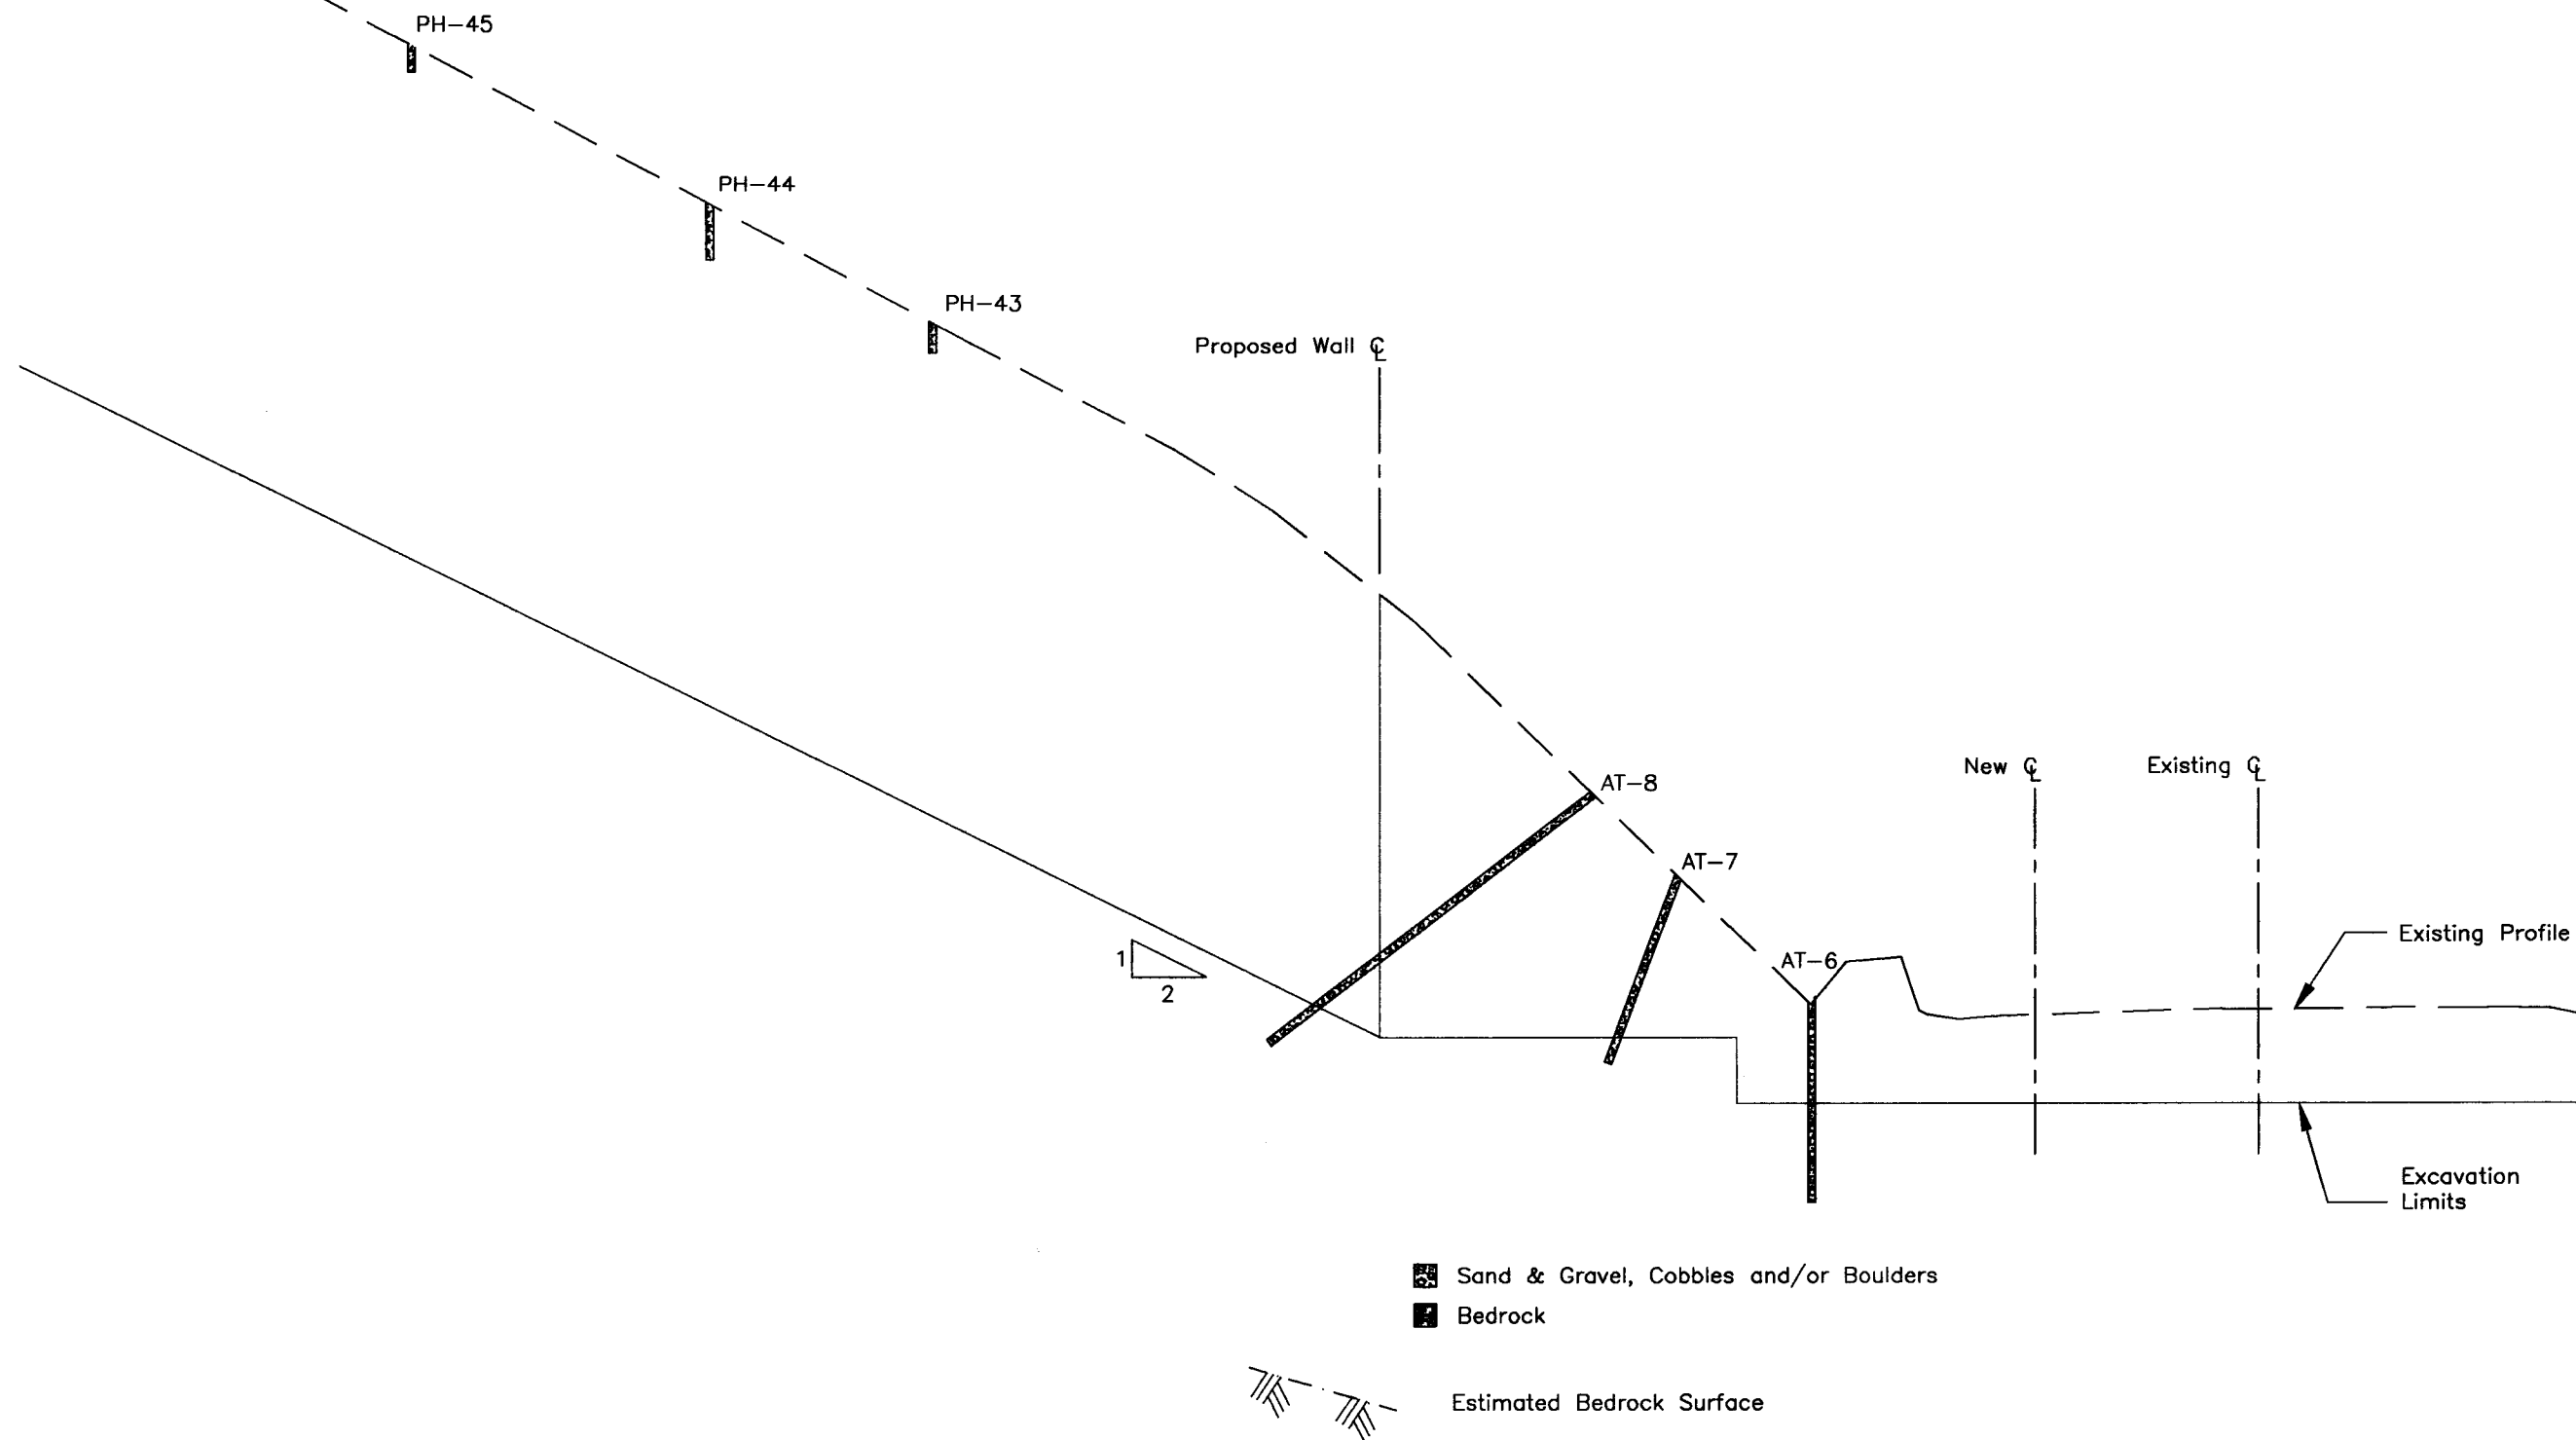 PH-45
PH-44
PH-43
Proposed Wall ℄
AT-8
New ℄
Existing ℄
AT-7
Existing Profile
AT-6
1
2
Excavation
Limits
Sand & Gravel, Cobbles and/or Boulders
Bedrock
Estimated Bedrock Surface